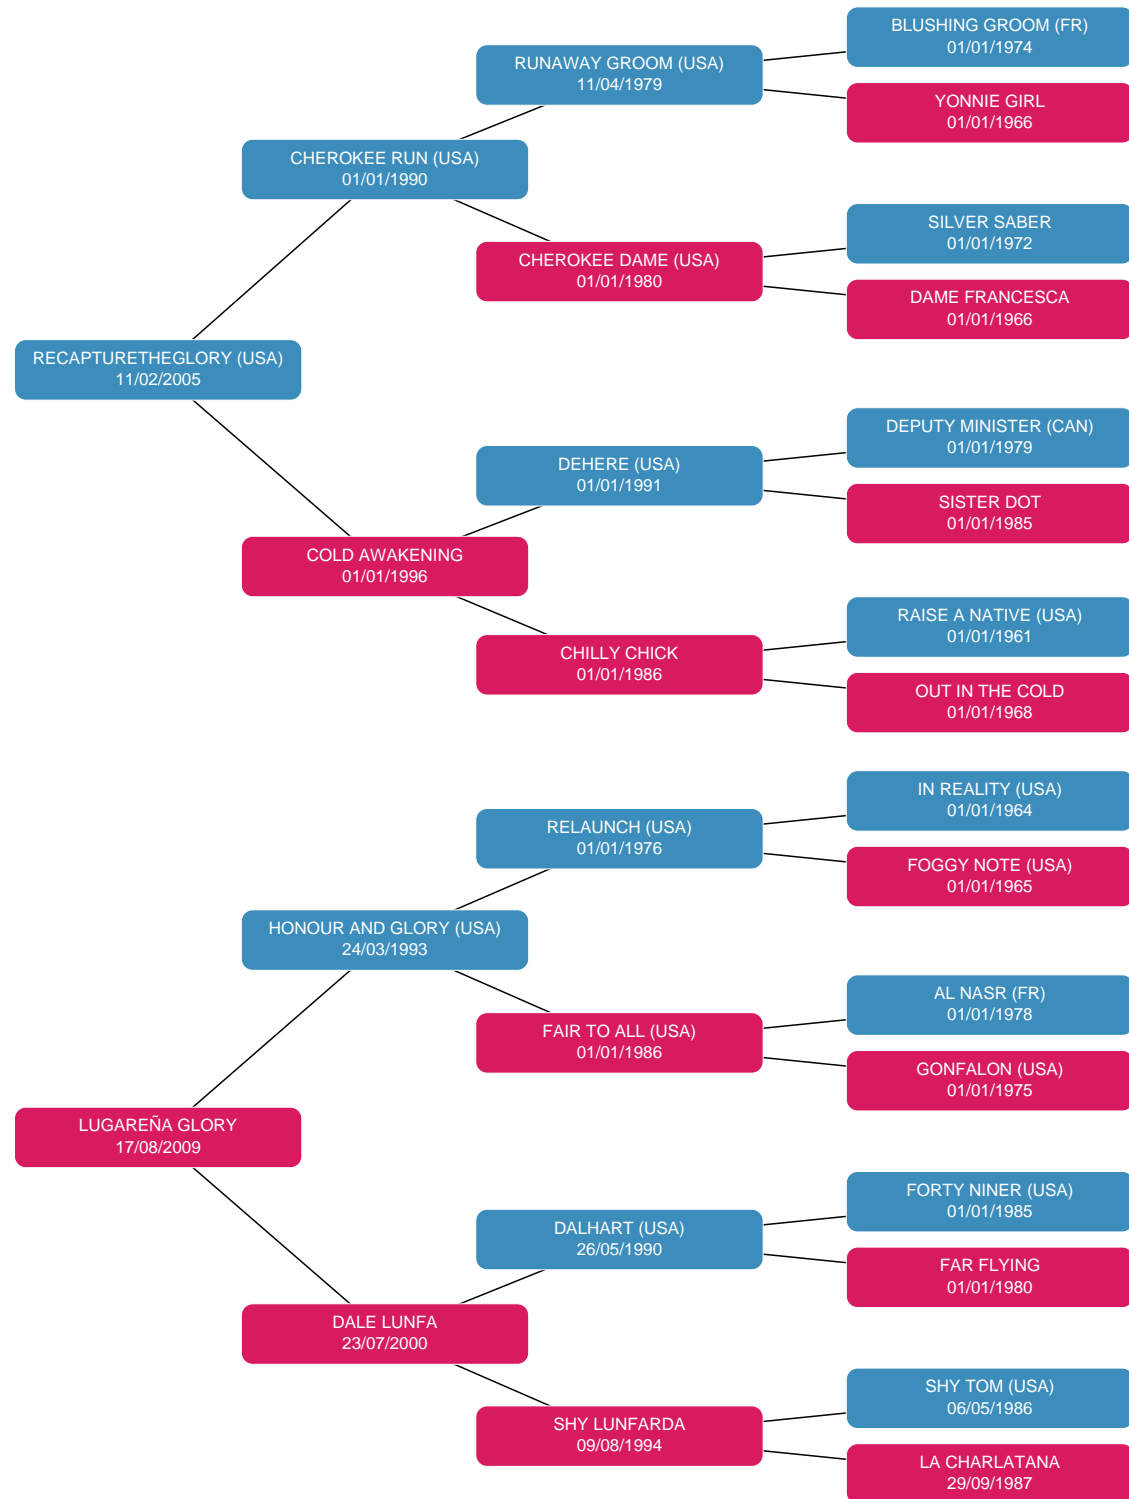 BLUSHING GROOM (FR)
01/01/1974
RUNAWAY GROOM (USA)
11/04/1979
YONNIE GIRL
01/01/1966
CHEROKEE RUN (USA)
01/01/1990
SILVER SABER
01/01/1972
CHEROKEE DAME (USA)
01/01/1980
DAME FRANCESCA
01/01/1966
RECAPTURETHEGLORY (USA)
11/02/2005
DEPUTY MINISTER (CAN)
01/01/1979
DEHERE (USA)
01/01/1991
SISTER DOT
01/01/1985
COLD AWAKENING
01/01/1996
RAISE A NATIVE (USA)
01/01/1961
CHILLY CHICK
01/01/1986
OUT IN THE COLD
01/01/1968
IN REALITY (USA)
01/01/1964
RELAUNCH (USA)
01/01/1976
FOGGY NOTE (USA)
01/01/1965
HONOUR AND GLORY (USA)
24/03/1993
AL NASR (FR)
01/01/1978
FAIR TO ALL (USA)
01/01/1986
GONFALON (USA)
01/01/1975
LUGAREÑA GLORY
17/08/2009
FORTY NINER (USA)
01/01/1985
DALHART (USA)
26/05/1990
FAR FLYING
01/01/1980
DALE LUNFA
23/07/2000
SHY TOM (USA)
06/05/1986
SHY LUNFARDA
09/08/1994
LA CHARLATANA
29/09/1987